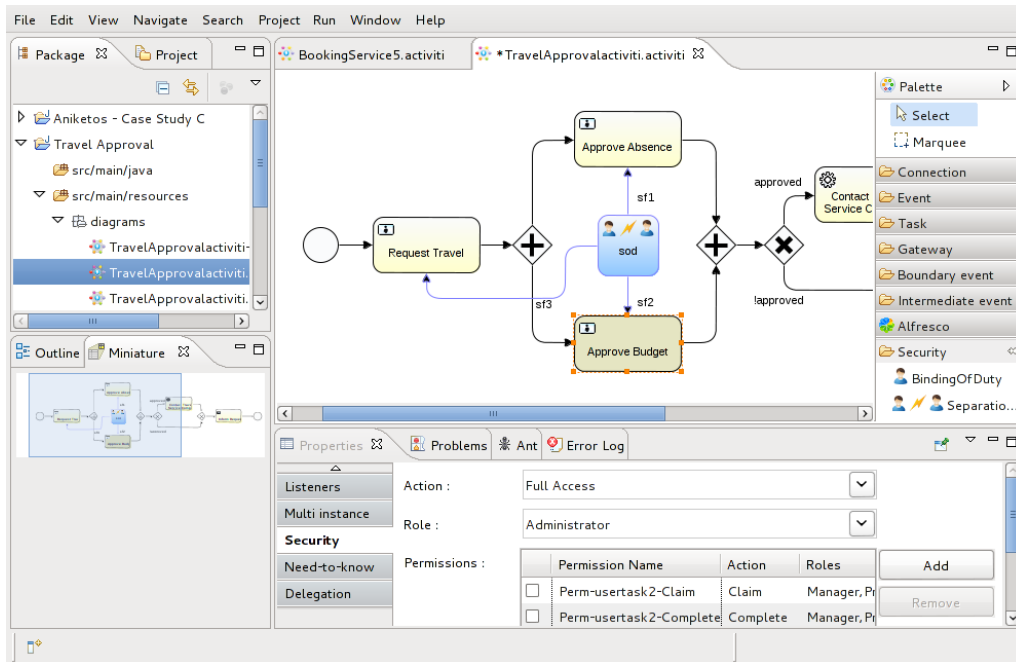 File Edit View Navigate Search Project Run Window Help
Package Project
BookingService5.activiti *TravelApprovalactiviti.activiti
Aniketos - Case Study C
Travel Approval
src/main/java
src/main/resources
diagrams
TravelApprovalactiviti-
TravelApprovalactiviti.
TravelApprovalactiviti.
Outline Miniature
Request Travel
Approve Absence
sf1
sod
sf2
sf3
Approve Budget
approved
!approved
Contact
Service C
Palette
Select
Marquee
Connection
Event
Task
Gateway
Boundary event
Intermediate event
Alfresco
Security
BindingOfDuty
Separatio...
Properties Problems Ant Error Log
Listeners
Multi instance
Security
Need-to-know
Delegation
Action : Full Access
Role : Administrator
Permissions :
Permission Name Action Roles
Perm-usertask2-Claim Claim Manager, Pr
Perm-usertask2-Complete Complete Manager, Pr
Add
Remove